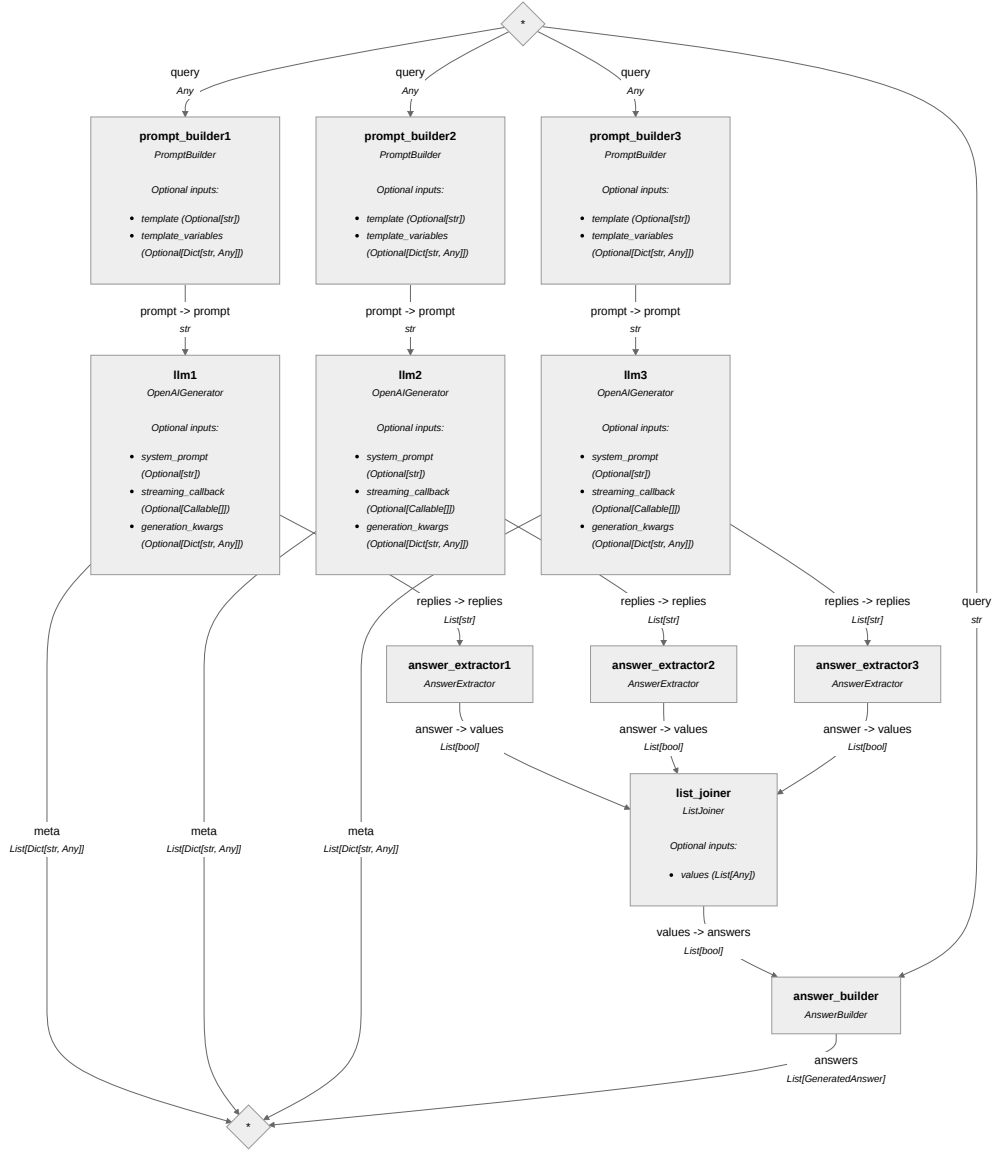 *
query
Any
query
Any
query
Any
prompt_builder1
PromptBuilder
Optional inputs:
• template (Optional[str])
• template_variables
(Optional[Dict[str, Any]])
prompt_builder2
PromptBuilder
Optional inputs:
• template (Optional[str])
• template_variables
(Optional[Dict[str, Any]])
prompt_builder3
PromptBuilder
Optional inputs:
• template (Optional[str])
• template_variables
(Optional[Dict[str, Any]])
prompt -> prompt
str
prompt -> prompt
str
prompt -> prompt
str
llm1
OpenAIGenerator
Optional inputs:
• system_prompt
(Optional[str])
• streaming_callback
(Optional[Callable[]])
• generation_kwargs
(Optional[Dict[str, Any]])
llm2
OpenAIGenerator
Optional inputs:
• system_prompt
(Optional[str])
• streaming_callback
(Optional[Callable[]])
• generation_kwargs
(Optional[Dict[str, Any]])
llm3
OpenAIGenerator
Optional inputs:
• system_prompt
(Optional[str])
• streaming_callback
(Optional[Callable[]])
• generation_kwargs
(Optional[Dict[str, Any]])
replies -> replies
List[str]
replies -> replies
List[str]
replies -> replies
List[str]
query
str
answer_extractor1
AnswerExtractor
answer_extractor2
AnswerExtractor
answer_extractor3
AnswerExtractor
answer -> values
List[bool]
answer -> values
List[bool]
answer -> values
List[bool]
list_joiner
ListJoiner
Optional inputs:
• values (List[Any])
meta
List[Dict[str, Any]]
meta
List[Dict[str, Any]]
meta
List[Dict[str, Any]]
values -> answers
List[bool]
answer_builder
AnswerBuilder
answers
List[GeneratedAnswer]
*